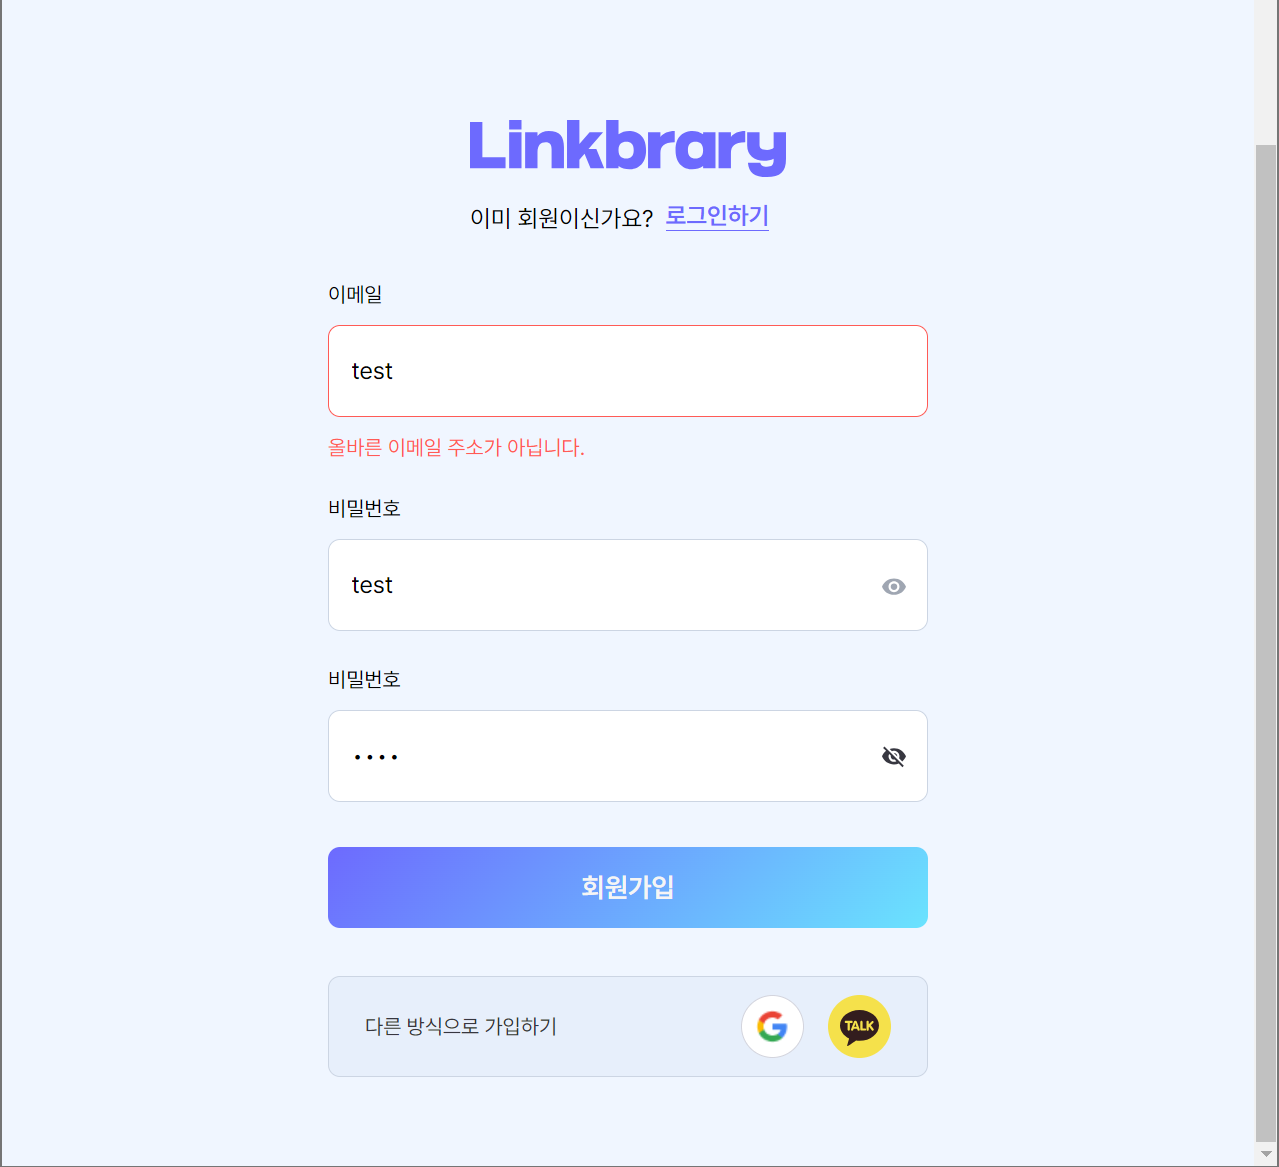 Linkbrary
이미 회원이신가요? 로그인하기
이메일
test
올바른 이메일 주소가 아닙니다.
비밀번호
test
비밀번호
••••
회원가입
다른 방식으로 가입하기
G
TALK